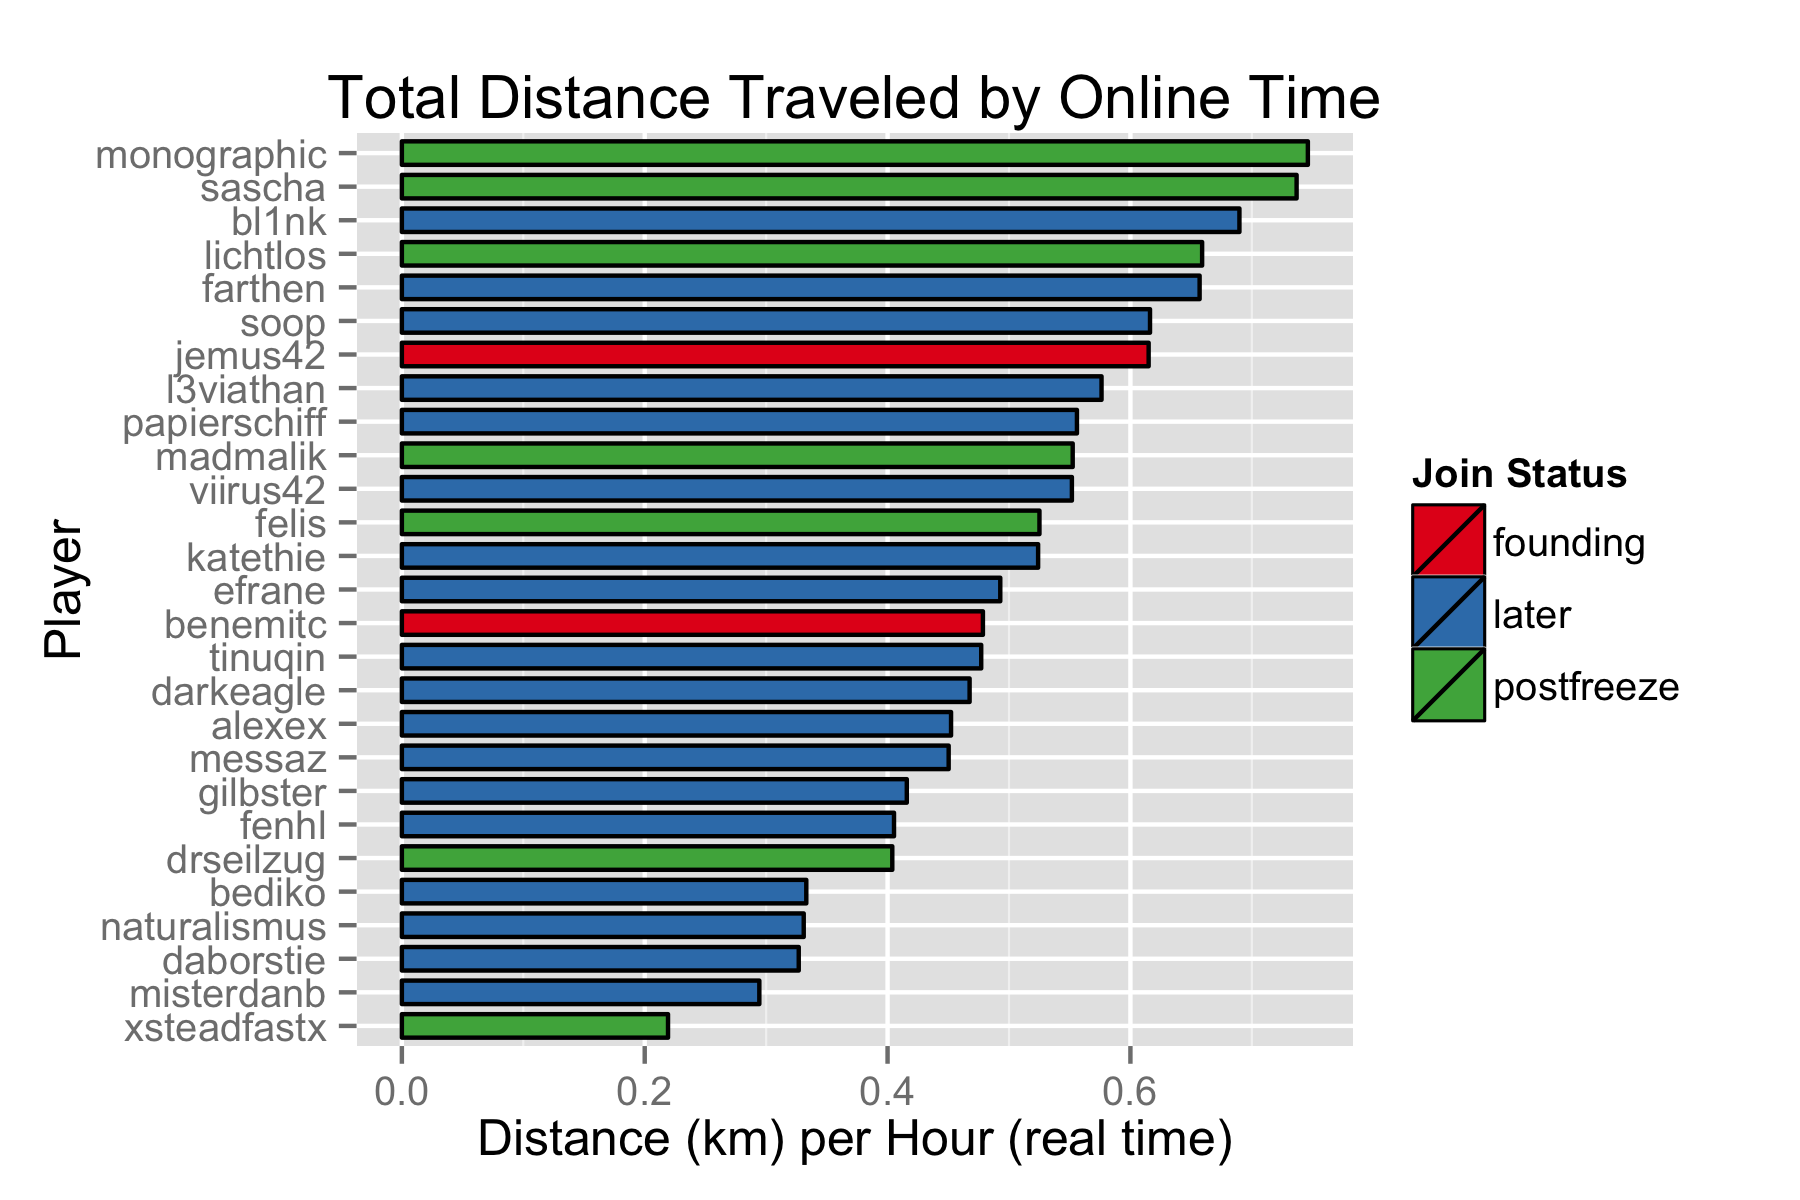 Total Distance Traveled by Online Time
monographic
sascha
bl1nk
lichtlos
farthen
soop
jemus42
l3viathan
papierschiff
madmalik
viirus42
felis
katethie
efrane
benemitc
tinuqin
darkeagle
alexex
messaz
gilbster
fenhl
drseilzug
bediko
naturalismus
daborstie
misterdanb
xsteadfastx
Player
0.0 0.2 0.4 0.6
Distance (km) per Hour (real time)
Join Status
founding
later
postfreeze